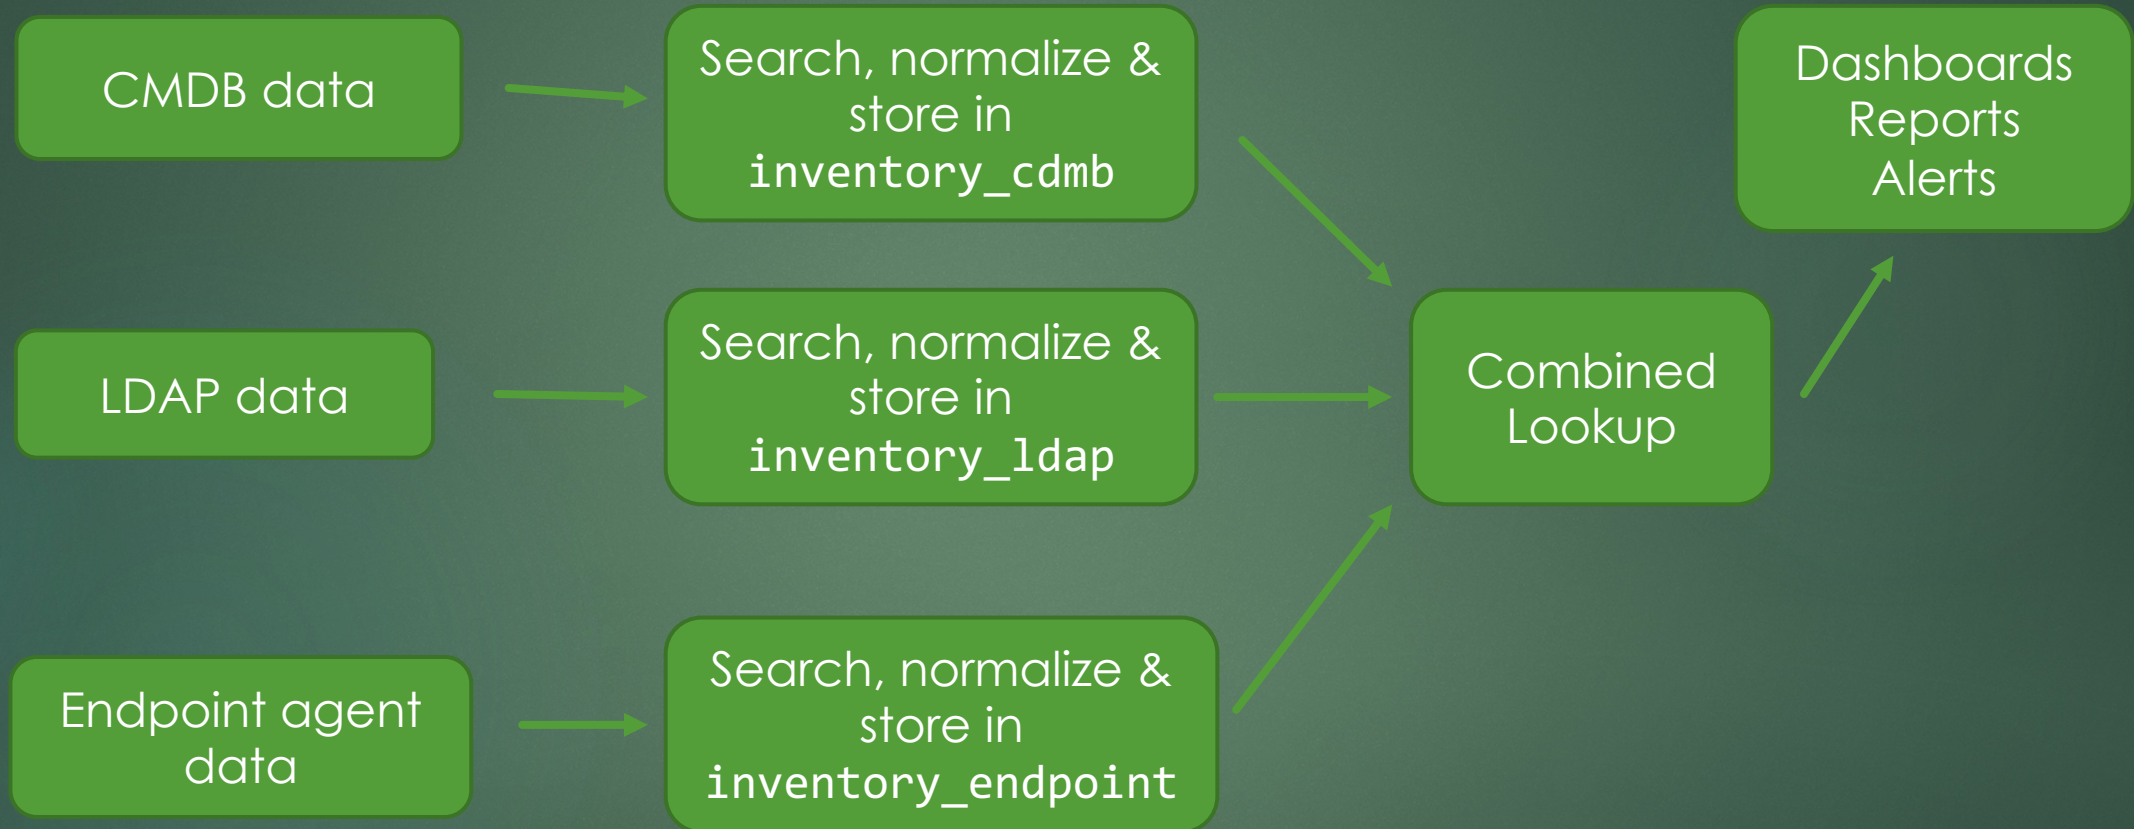 CMDB data
Search, normalize &
store in
inventory_cdmb
Dashboards
Reports
Alerts
LDAP data
Search, normalize &
store in
inventory_ldap
Combined
Lookup
Endpoint agent
data
Search, normalize &
store in
inventory_endpoint